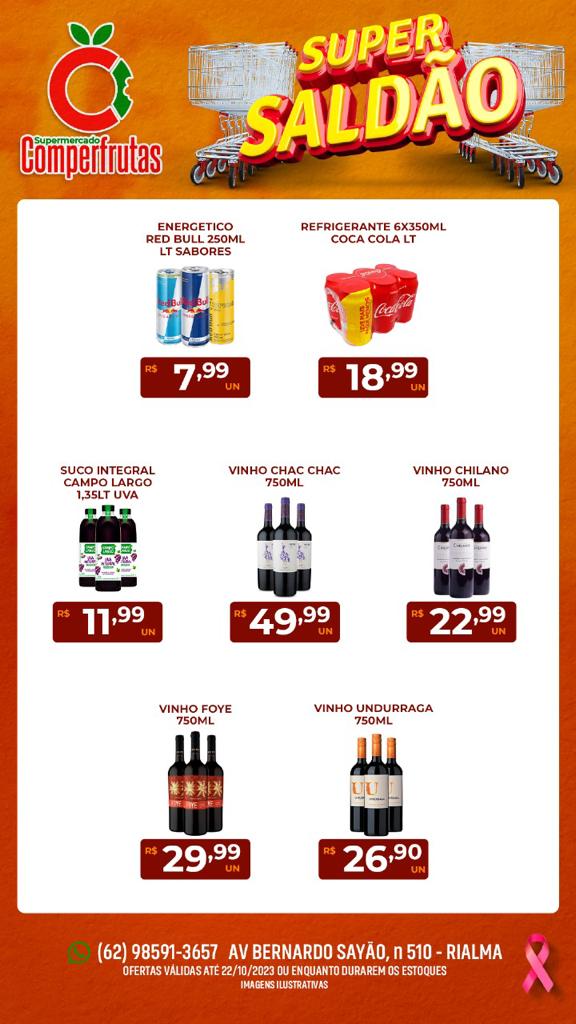 SUPER
SALDÃO
Supermercado
Comperfrutas
ENERGETICO
RED BULL 250ML
LT SABORES
REFRIGERANTE 6X350ML
COCA COLA LT
R$ 7,99 UN
R$ 18,99 UN
SUCO INTEGRAL
CAMPO LARGO
1,35LT UVA
VINHO CHAC CHAC
750ML
VINHO CHILANO
750ML
R$ 11,99 UN
R$ 49,99 UN
R$ 22,99 UN
VINHO FOYE
750ML
VINHO UNDURRAGA
750ML
FOYE
R$ 29,99 UN
R$ 26,90 UN
(62) 98591-3657 AV BERNARDO SAYÃO, n 510 - RIALMA
OFERTAS VÁLIDAS ATÉ 22/10/2023 OU ENQUANTO DURAREM OS ESTOQUES
IMAGENS ILUSTRATIVAS